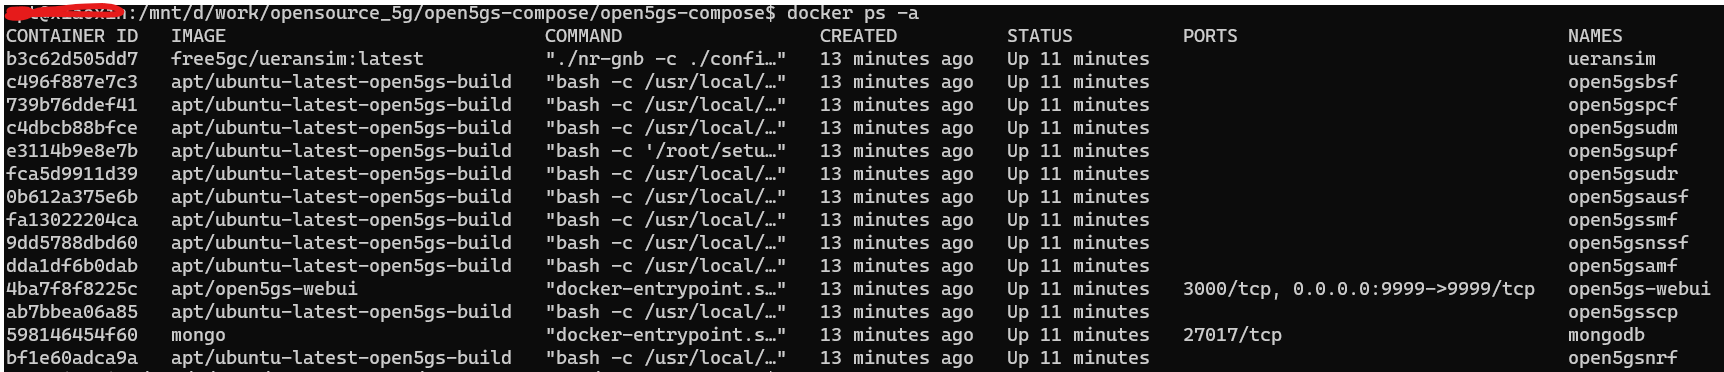 :/mnt/d/work/opensource_5g/open5gs-compose/open5gs-compose$ docker ps -a
CONTAINER ID   IMAGE                            COMMAND                  CREATED          STATUS          PORTS                              NAMES
b3c62d505dd7   free5gc/ueransim:latest          "./nr-gnb -c ./confi…"   13 minutes ago   Up 11 minutes                                      ueransim
c496f887e7c3   apt/ubuntu-latest-open5gs-build  "bash -c /usr/local/…"   13 minutes ago   Up 11 minutes                                      open5gsbsf
739b76ddef41   apt/ubuntu-latest-open5gs-build  "bash -c /usr/local/…"   13 minutes ago   Up 11 minutes                                      open5gspcf
c4dbcb88bfce   apt/ubuntu-latest-open5gs-build  "bash -c /usr/local/…"   13 minutes ago   Up 11 minutes                                      open5gsudm
e3114b9e8e7b   apt/ubuntu-latest-open5gs-build  "bash -c '/root/setu…"   13 minutes ago   Up 11 minutes                                      open5gsupf
fca5d9911d39   apt/ubuntu-latest-open5gs-build  "bash -c /usr/local/…"   13 minutes ago   Up 11 minutes                                      open5gsudr
0b612a375e6b   apt/ubuntu-latest-open5gs-build  "bash -c /usr/local/…"   13 minutes ago   Up 11 minutes                                      open5gsausf
fa13022204ca   apt/ubuntu-latest-open5gs-build  "bash -c /usr/local/…"   13 minutes ago   Up 11 minutes                                      open5gssmf
9dd5788dbd60   apt/ubuntu-latest-open5gs-build  "bash -c /usr/local/…"   13 minutes ago   Up 11 minutes                                      open5gsnssf
dda1df6b0dab   apt/ubuntu-latest-open5gs-build  "bash -c /usr/local/…"   13 minutes ago   Up 11 minutes                                      open5gsamf
4ba7f8f8225c   apt/open5gs-webui                "docker-entrypoint.s…"   13 minutes ago   Up 11 minutes   3000/tcp, 0.0.0.0:9999->9999/tcp   open5gs-webui
ab7bbea06a85   apt/ubuntu-latest-open5gs-build  "bash -c /usr/local/…"   13 minutes ago   Up 11 minutes                                      open5gsscp
598146454f60   mongo                            "docker-entrypoint.s…"   13 minutes ago   Up 11 minutes   27017/tcp                          mongodb
bf1e60adca9a   apt/ubuntu-latest-open5gs-build  "bash -c /usr/local/…"   13 minutes ago   Up 11 minutes                                      open5gsnrf